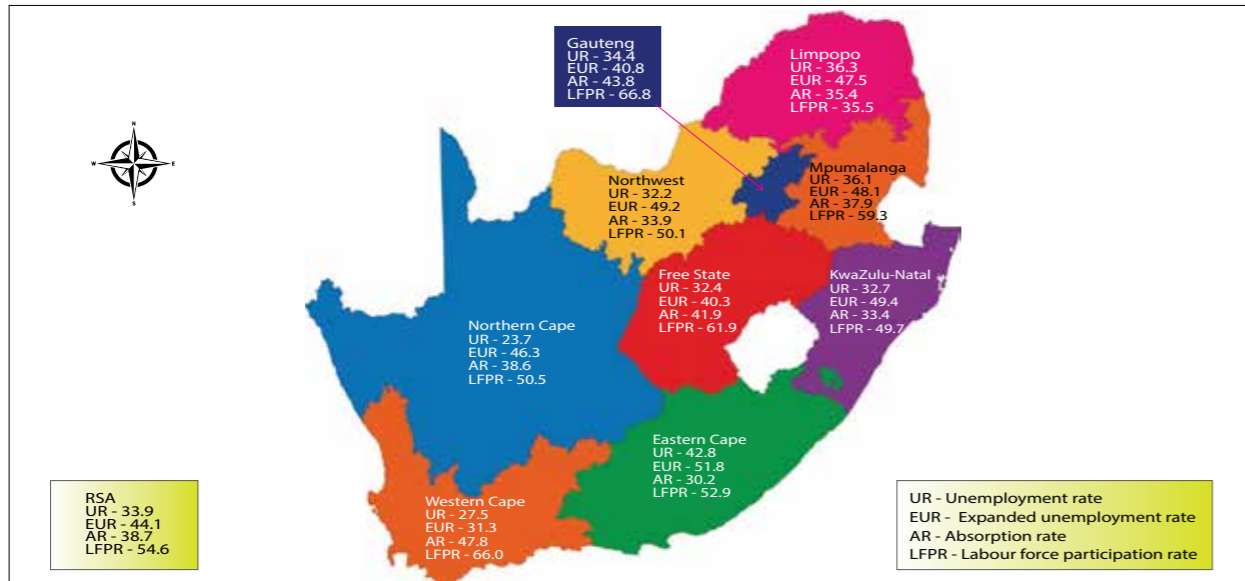 Gauteng
UR - 34.4
EUR - 40.8
AR - 43.8
LFPR - 66.8
Limpopo
UR - 36.3
EUR - 47.5
AR - 35.4
LFPR - 35.5
N
W E
S
Mpumalanga
UR - 36.1
EUR - 48.1
AR - 37.9
LFPR - 59.3
Northwest
UR - 32.2
EUR - 49.2
AR - 33.9
LFPR - 50.1
Free State
UR - 32.4
EUR - 40.3
AR - 41.9
LFPR - 61.9
KwaZulu-Natal
UR - 32.7
EUR - 49.4
AR - 33.4
LFPR - 49.7
Northern Cape
UR - 23.7
EUR - 46.3
AR - 38.6
LFPR - 50.5
Eastern Cape
UR - 42.8
EUR - 51.8
AR - 30.2
LFPR - 52.9
Western Cape
UR - 27.5
EUR - 31.3
AR - 47.8
LFPR - 66.0
RSA
UR - 33.9
EUR - 44.1
AR - 38.7
LFPR - 54.6
UR - Unemployment rate
EUR - Expanded unemployment rate
AR - Absorption rate
LFPR - Labour force participation rate